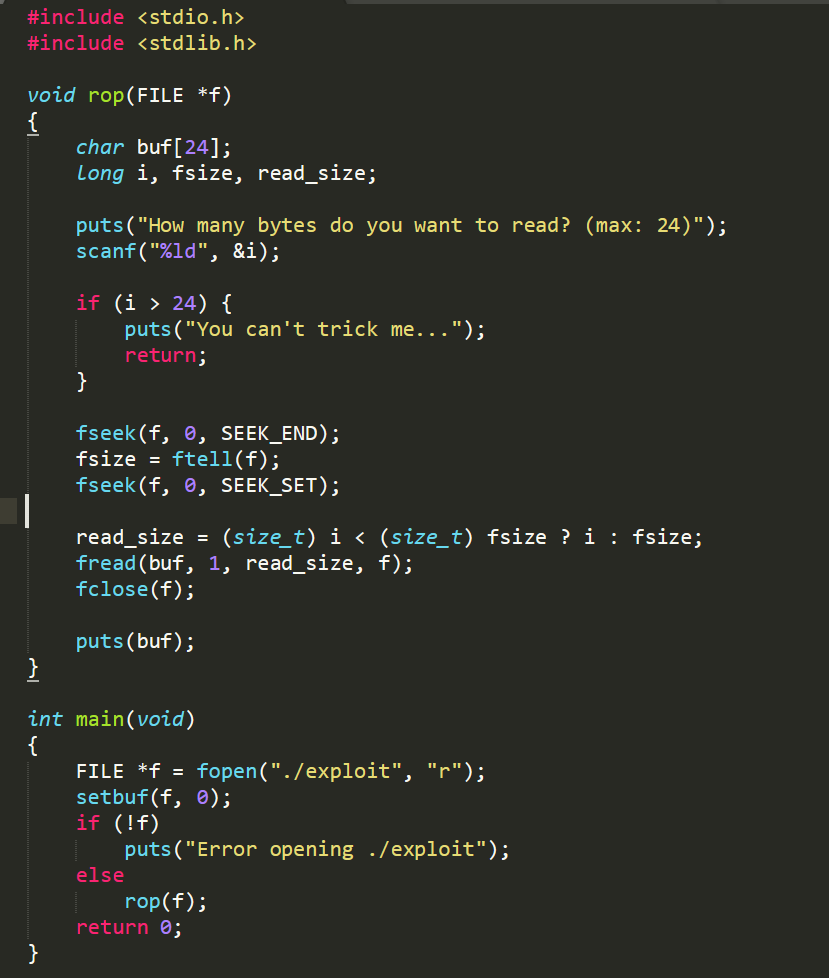 #include <stdio.h>
#include <stdlib.h>
void rop(FILE *f)
{
char buf[24];
long i, fsize, read_size;
puts("How many bytes do you want to read? (max: 24)");
scanf("%ld", &i);
if (i > 24) {
puts("You can't trick me...");
return;
}
fseek(f, 0, SEEK_END);
fsize = ftell(f);
fseek(f, 0, SEEK_SET);
read_size = (size_t) i < (size_t) fsize ? i : fsize;
fread(buf, 1, read_size, f);
fclose(f);
puts(buf);
}
int main(void)
{
FILE *f = fopen("./exploit", "r");
setbuf(f, 0);
if (!f)
puts("Error opening ./exploit");
else
rop(f);
return 0;
}